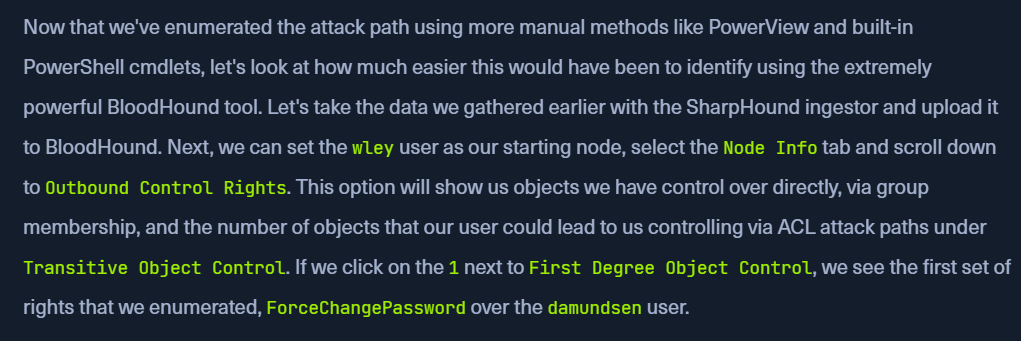 Now that we've enumerated the attack path using more manual methods like PowerView and built-in
PowerShell cmdlets, let's look at how much easier this would have been to identify using the extremely
powerful BloodHound tool. Let's take the data we gathered earlier with the SharpHound ingestor and upload it
to BloodHound. Next, we can set the wley user as our starting node, select the Node Info tab and scroll down
to Outbound Control Rights. This option will show us objects we have control over directly, via group
membership, and the number of objects that our user could lead to us controlling via ACL attack paths under
Transitive Object Control. If we click on the 1 next to First Degree Object Control, we see the first set of
rights that we enumerated, ForceChangePassword over the damundsen user.